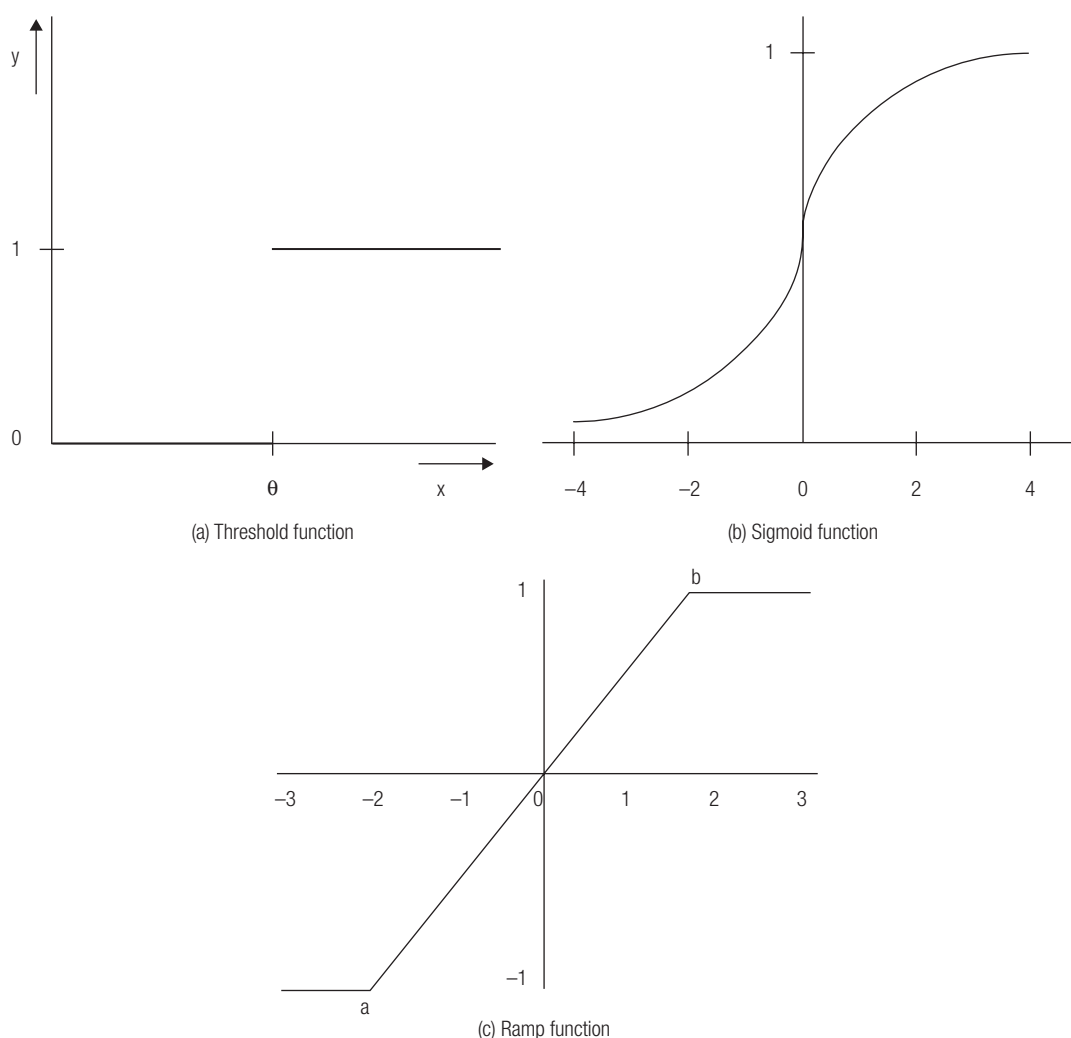 y
1
0
θ
x
(a) Threshold function
1
–4
–2
0
2
4
(b) Sigmoid function
1
b
–3
–2
–1
0
1
2
3
–1
a
(c) Ramp function